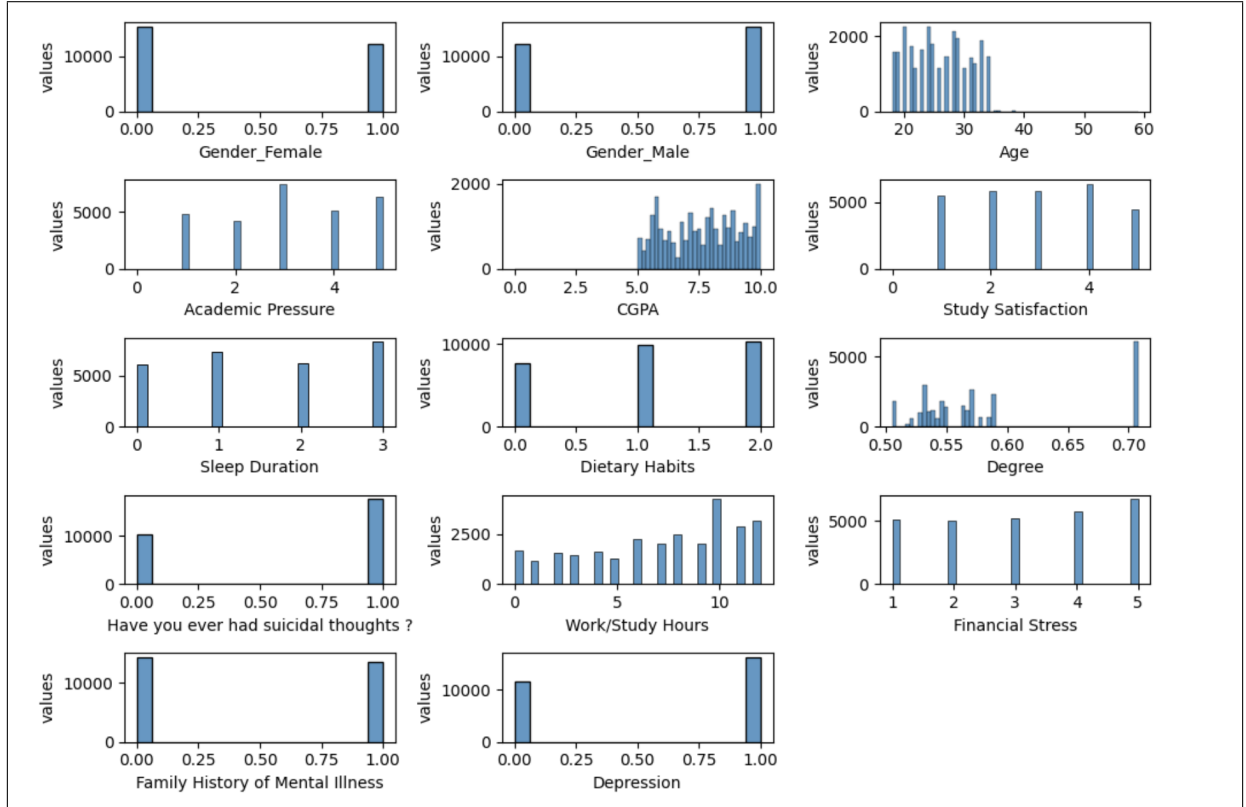 values
10000
0
0.00 0.25 0.50 0.75 1.00
Gender_Female
values
10000
0
0.00 0.25 0.50 0.75 1.00
Gender_Male
values
2000
0
20 30 40 50 60
Age
values
5000
0
0 2 4
Academic Pressure
values
2000
0
0.0 2.5 5.0 7.5 10.0
CGPA
values
5000
0
0 2 4
Study Satisfaction
values
5000
0
0 1 2 3
Sleep Duration
values
10000
0
0.0 0.5 1.0 1.5 2.0
Dietary Habits
values
5000
0
0.50 0.55 0.60 0.65 0.70
Degree
values
10000
0
0.00 0.25 0.50 0.75 1.00
Have you ever had suicidal thoughts ?
values
2500
0
0 5 10
Work/Study Hours
values
5000
0
1 2 3 4 5
Financial Stress
values
10000
0
0.00 0.25 0.50 0.75 1.00
Family History of Mental Illness
values
10000
0
0.00 0.25 0.50 0.75 1.00
Depression